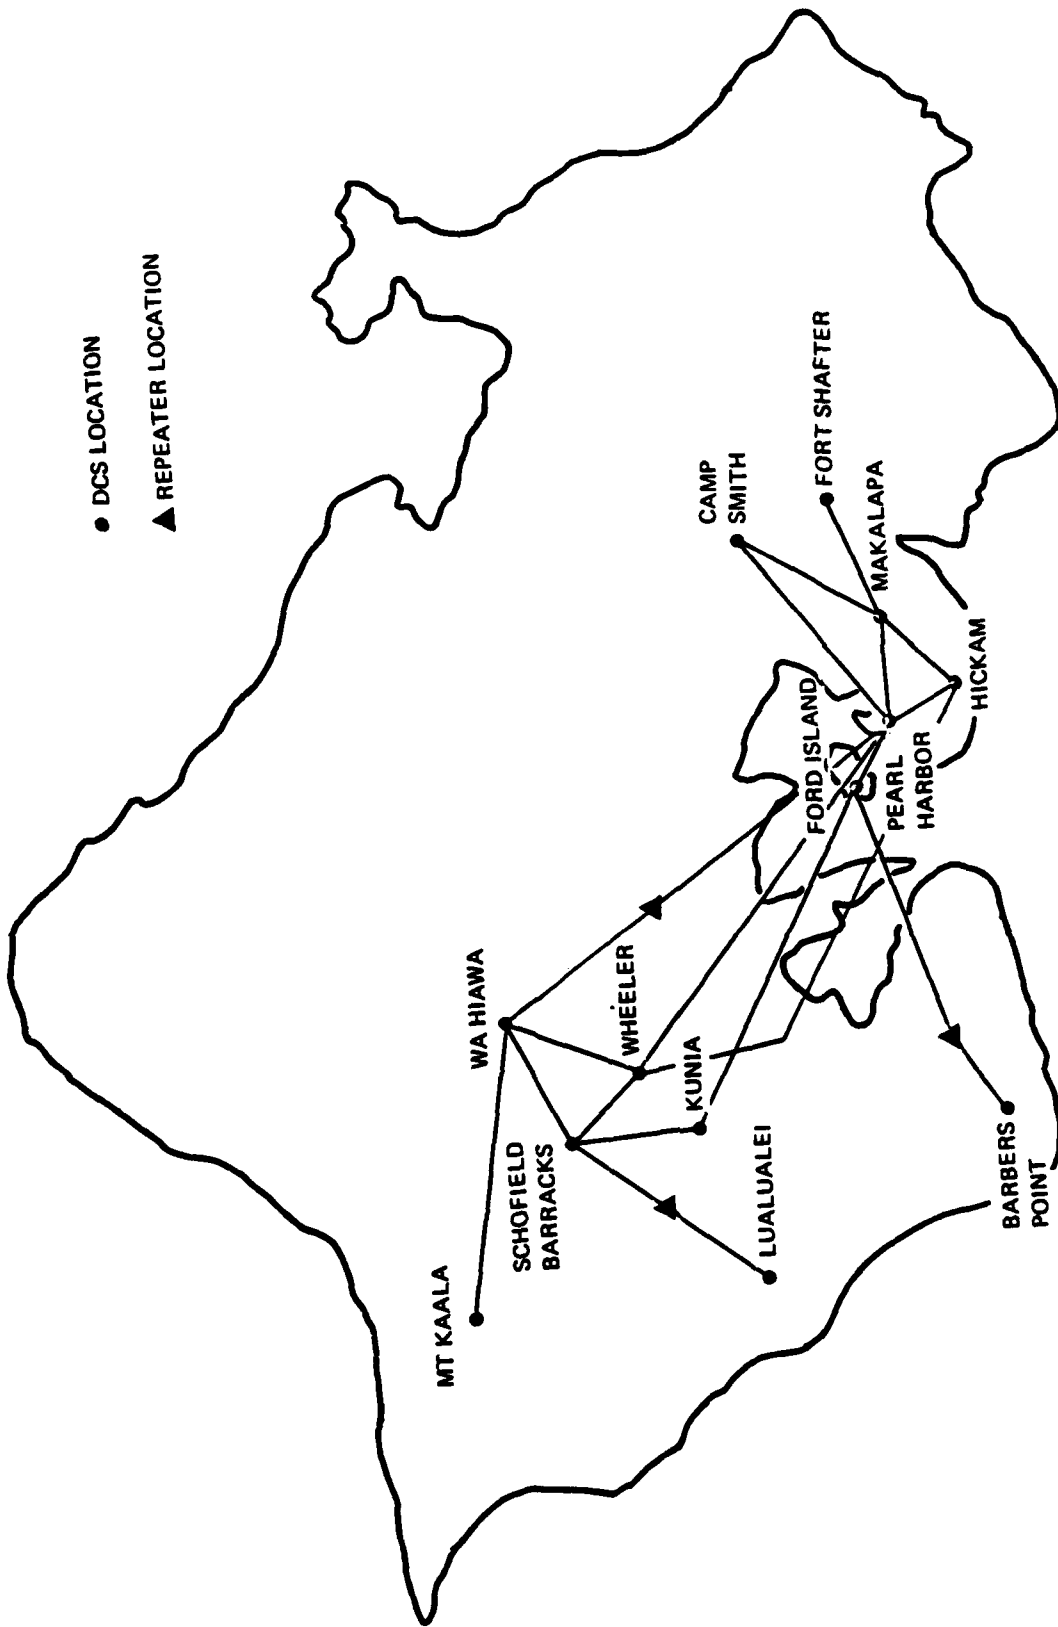 ● DCS LOCATION
▲ REPEATER LOCATION
MT KAALA
WA HIAWA
SCHOFIELD
BARRACKS
WHEELER
KUNIA
LUALUALEI
CAMP
SMITH
FORT SHAFTER
MAKALAPA
FORD ISLAND
PEARL
HARBOR
HICKAM
BARBERS
POINT